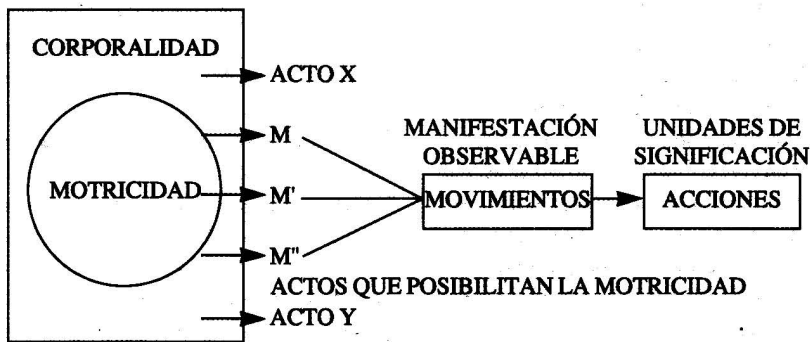 CORPORALIDAD
ACTO X
M
MANIFESTACIÓN
OBSERVABLE
UNIDADES DE
SIGNIFICACIÓN
MOTRICIDAD
M'
MOVIMIENTOS
ACCIONES
M"
ACTOS QUE POSIBILITAN LA MOTRICIDAD
ACTO Y